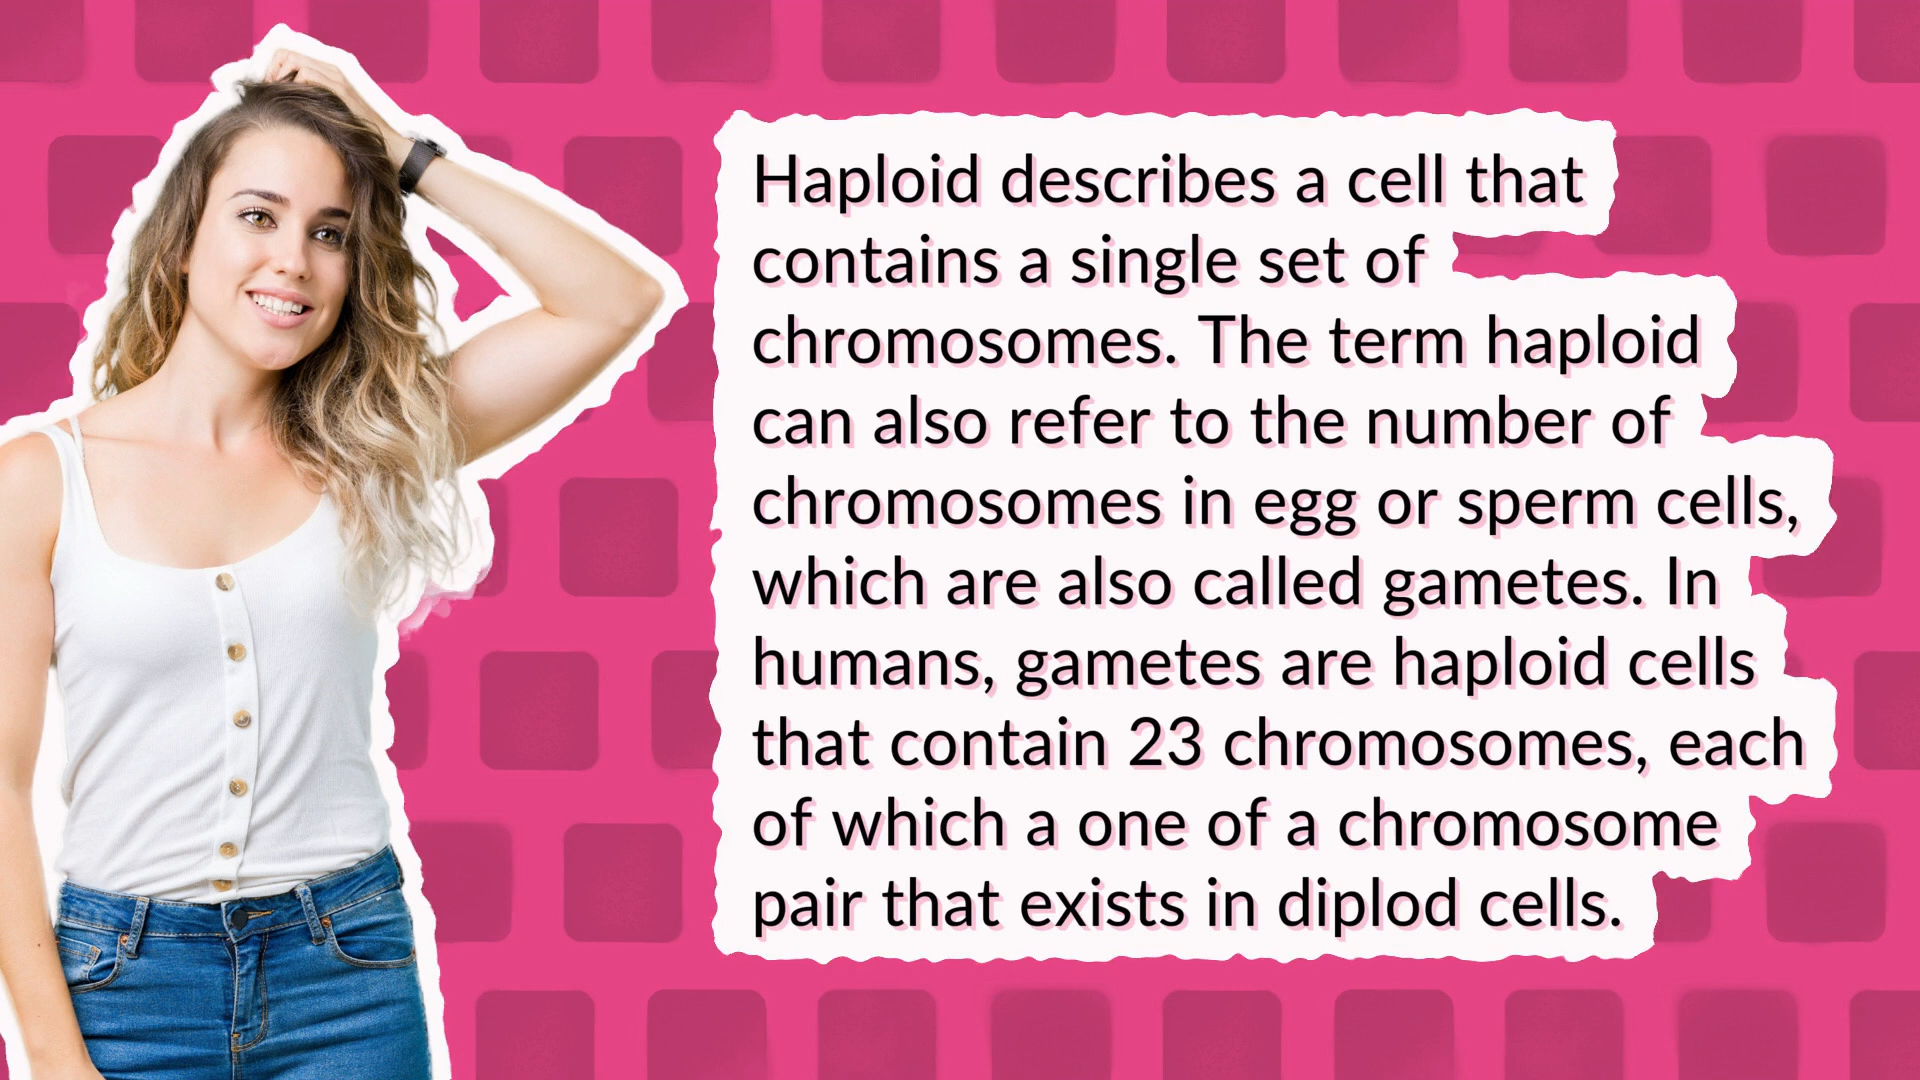 Haploid describes a cell that
contains a single set of
chromosomes. The term haploid
can also refer to the number of
chromosomes in egg or sperm cells,
which are also called gametes. In
humans, gametes are haploid cells
that contain 23 chromosomes, each
of which a one of a chromosome
pair that exists in diplod cells.